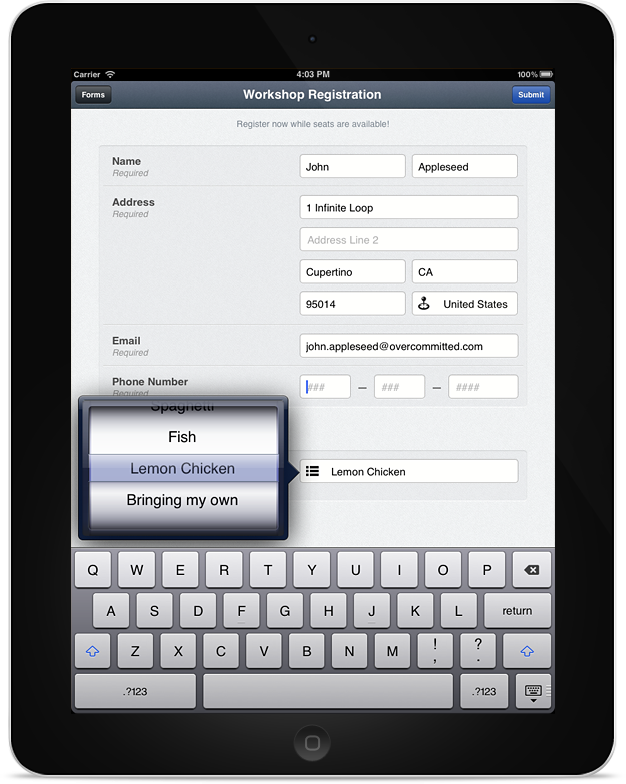 Carrier 4:03 PM 100%
Forms Workshop Registration Submit
Register now while seats are available!
Name John Appleseed
Required
Address 1 Infinite Loop
Required
Address Line 2
Cupertino CA
95014 United States
Email john.appleseed@overcommitted.com
Required
Phone Number ### — ### — ####
Required
Spaghetti
Fish
Lemon Chicken Lemon Chicken
Bringing my own
Q W E R T Y U I O P
A S D F G H J K L return
Z X C V B N M ! , ? .
.?123 .?123